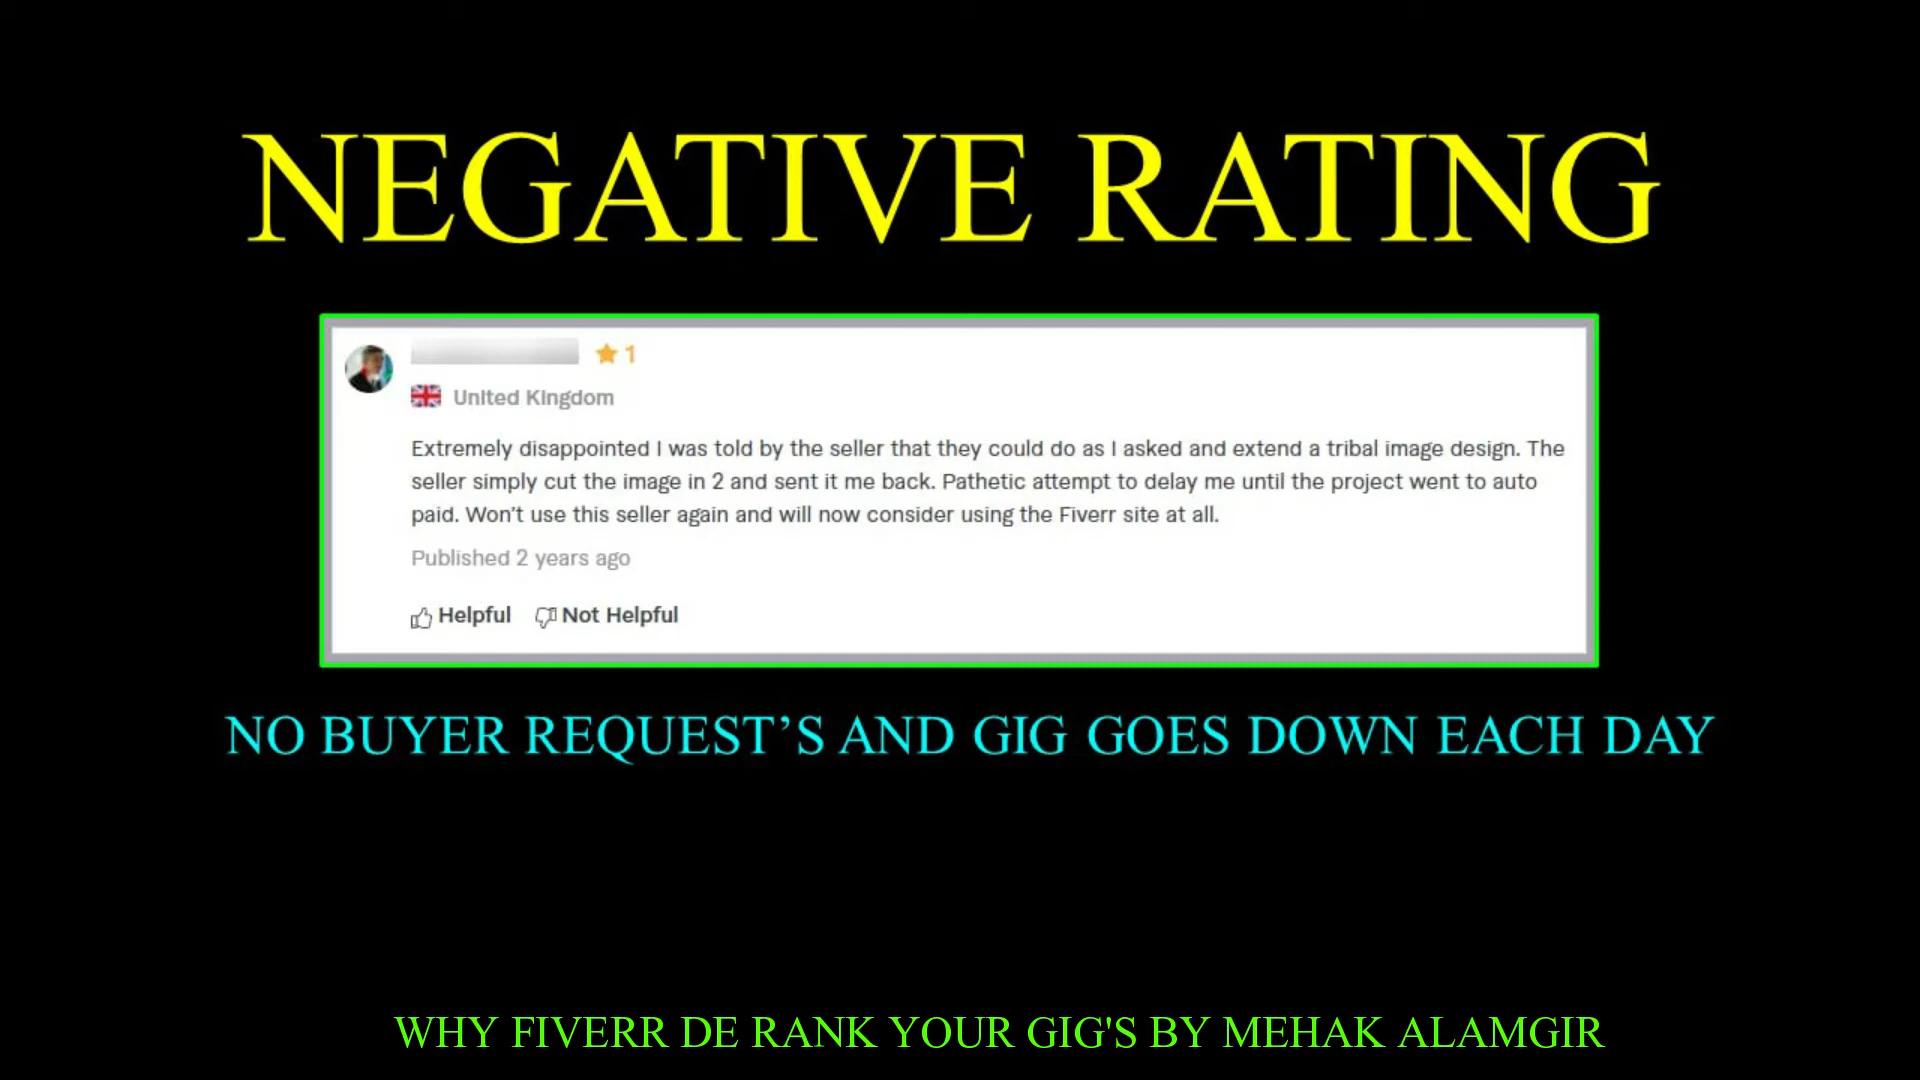 NEGATIVE RATING
1
United Kingdom
Extremely disappointed I was told by the seller that they could do as I asked and extend a tribal image design. The
seller simply cut the image in 2 and sent it me back. Pathetic attempt to delay me until the project went to auto
paid. Won't use this seller again and will now consider using the Fiverr site at all.
Published 2 years ago
Helpful Not Helpful
NO BUYER REQUEST’S AND GIG GOES DOWN EACH DAY
WHY FIVERR DE RANK YOUR GIG'S BY MEHAK ALAMGIR